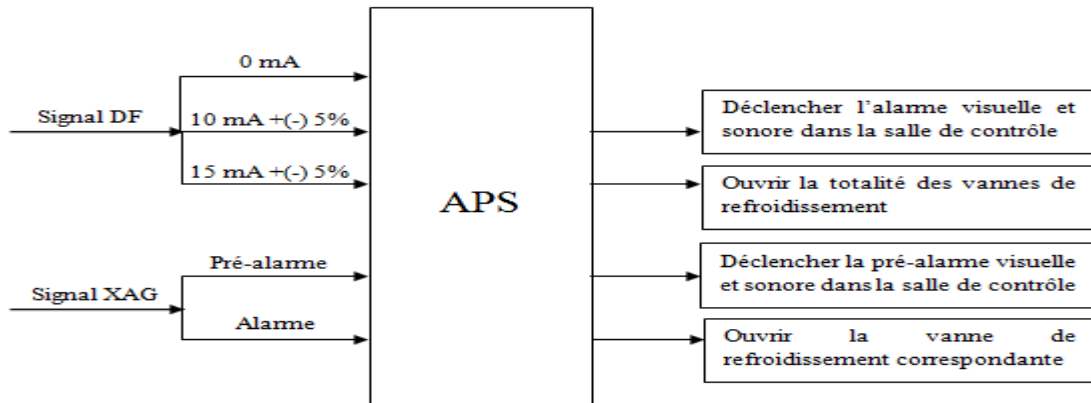 0 mA
Signal DF
10 mA +(-) 5%
15 mA +(-) 5%
Pré-alarme
Signal XAG
Alarme
APS
Déclencher l'alarme visuelle et
sonore dans la salle de contrôle
Ouvrir la totalité des vannes de
refroidissement
Déclencher la pré-alarme visuelle
et sonore dans la salle de contrôle
Ouvrir la vanne de
refroidissement correspondante